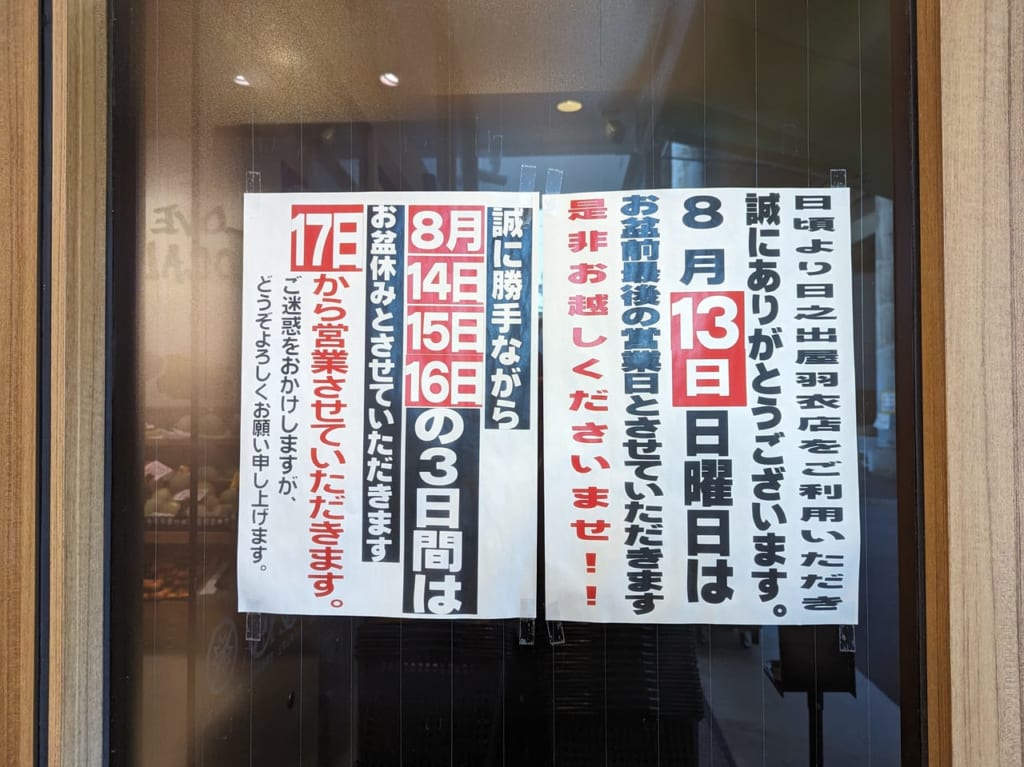 日頃より日之出屋羽衣店をご利用いただき
誠にありがとうございます。
8月13日日曜日は
お盆前最後の営業日とさせていただきます
是非お越しくださいませ！！
誠に勝手ながら
8月14日15日16日の3日間は
お盆休みとさせていただきます
17日から営業させていただきます。
ご迷惑をおかけしますが、
どうぞよろしくお願い申し上げます。